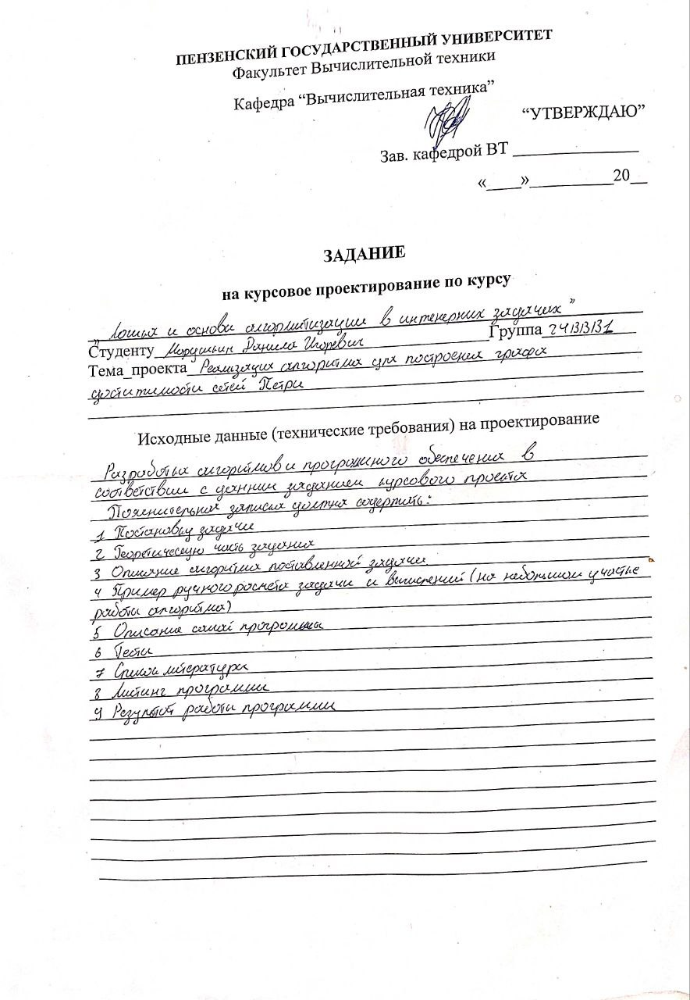 ПЕНЗЕНСКИЙ ГОСУДАРСТВЕННЫЙ УНИВЕРСИТЕТ
Факультет Вычислительной техники
Кафедра “Вычислительная техника”
“УТВЕРЖДАЮ”
Зав. кафедрой ВТ _______________
«____»__________20__
ЗАДАНИЕ
на курсовое проектирование по курсу
„ Логика и основы алгоритмизации в инженерных задачах ”
Студенту Морушкин Данила Игоревич Группа 24ВВВ1
Тема_проекта Реализация алгоритма для построения графа
достижимости сетей Петри
Исходные данные (технические требования) на проектирование
Разработка алгоритмов и программного обеспечения в
соответствии с данным заданием курсового проекта
Пояснительная записка должна содержать:
1 Постановку задачи
2 Теоретическую часть задания
3 Описание алгоритма поставленной задачи
4 Пример ручного расчета задачи и вычислений (на небольшом участке
работы алгоритма)
5 Описание самой программы
6 Тесты
7 Список литературы
8 Листинг программы
9 Результат работы программы